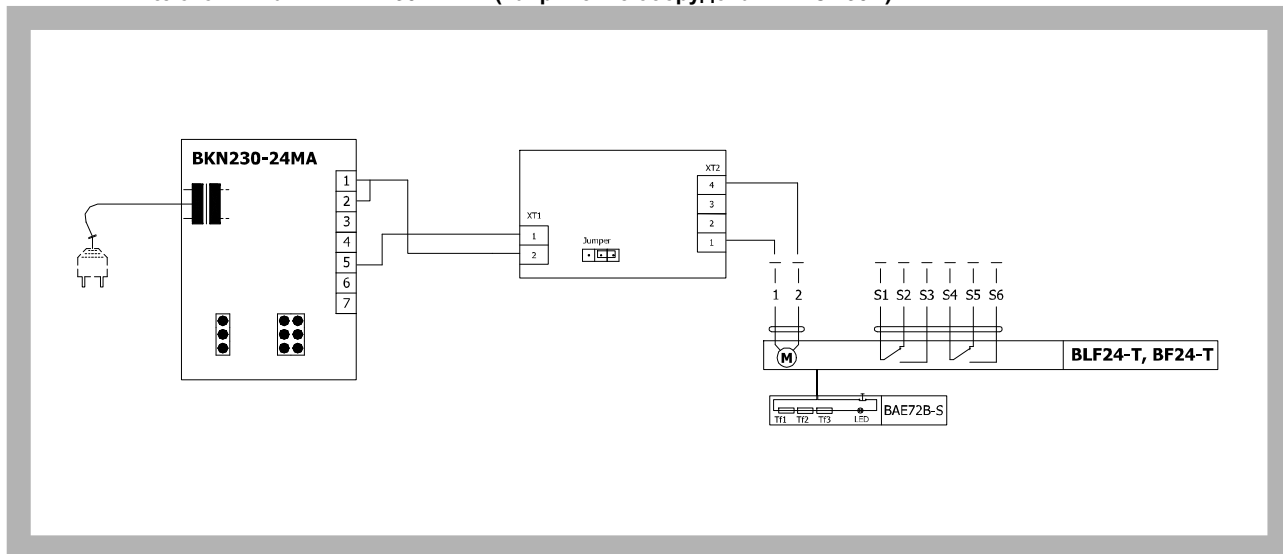 BKN230-24MA
1
2
3
4
5
6
7
XT1
1
2
Jumper
XT2
4
3
2
1
1 2 S1 S2 S3 S4 S5 S6
M
BLF24-T, BF24-T
BAE72B-S
Tf1 Tf2 Tf3 LED